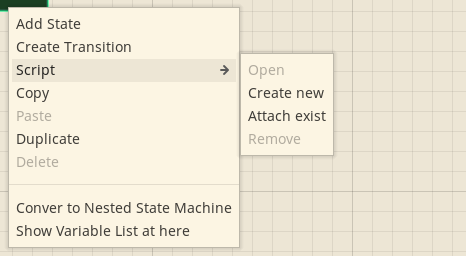 Add State
Create Transition
Script
Copy
Paste
Duplicate
Delete
Conver to Nested State Machine
Show Variable List at here
Open
Create new
Attach exist
Remove